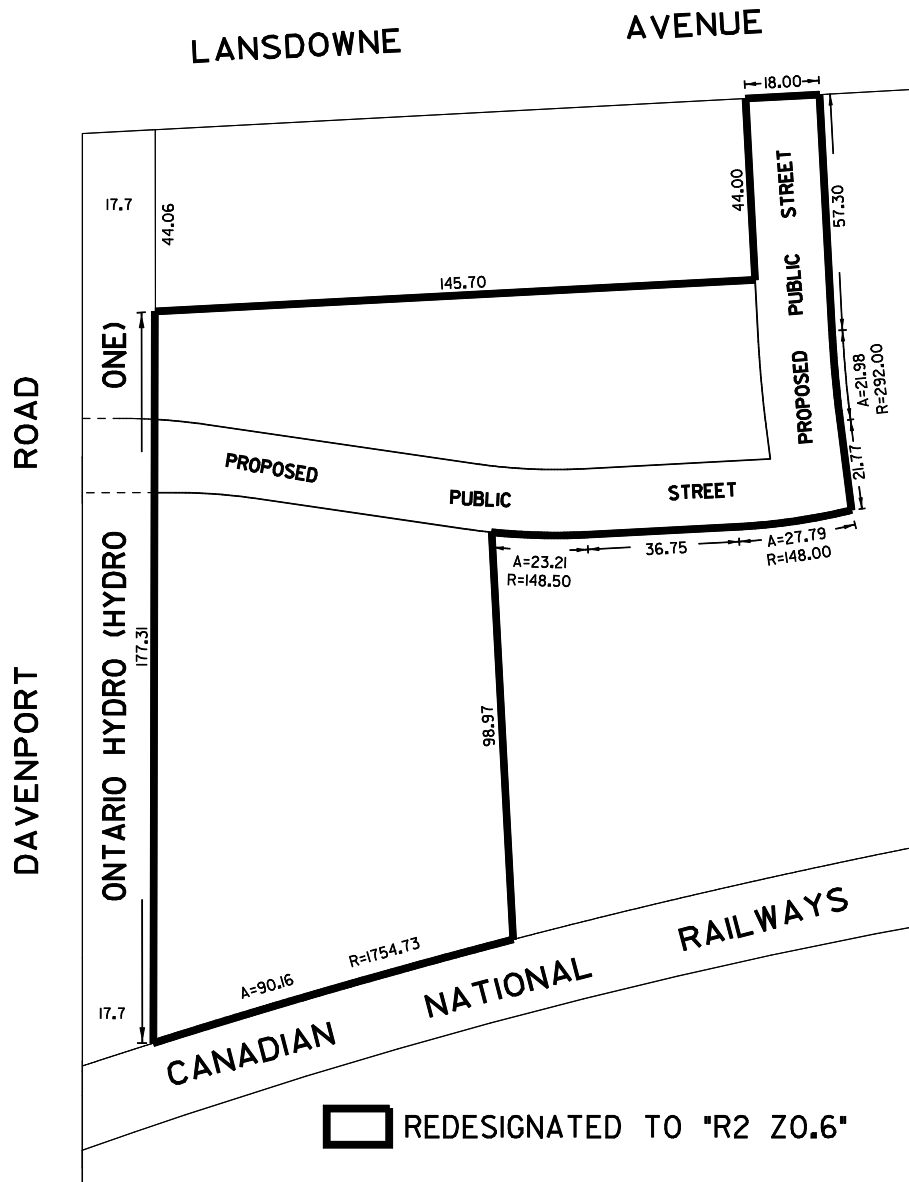 LANSDOWNE AVENUE
18.00
17.7
44.06
44.00
57.30
PROPOSED PUBLIC STREET
145.70
A=21.98
R=292.00
21.77
DAVENPORT ROAD
ONTARIO HYDRO (HYDRO ONE)
177.31
PROPOSED PUBLIC STREET
A=23.21
R=148.50
36.75
A=27.79
R=148.00
98.97
A=90.16 R=1754.73
17.7
CANADIAN NATIONAL RAILWAYS
REDESIGNATED TO "R2 Z0.6"